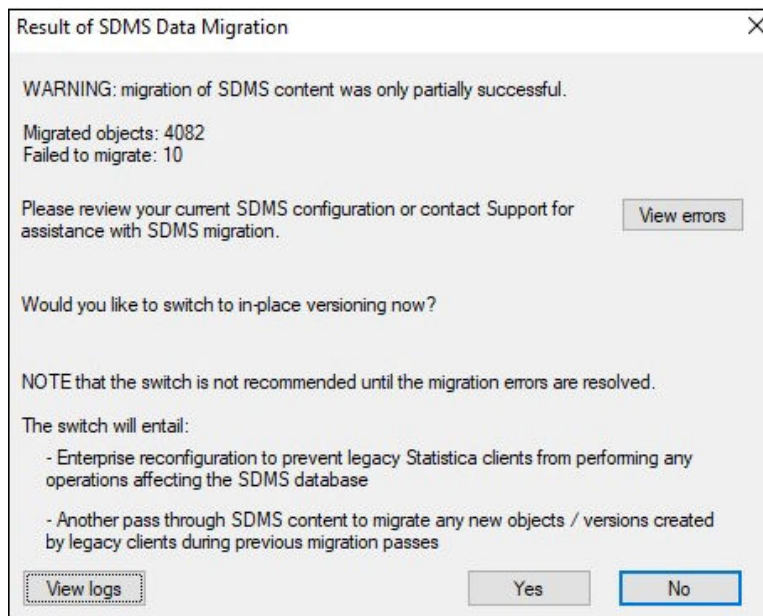 Result of SDMS Data Migration
WARNING: migration of SDMS content was only partially successful.
Migrated objects: 4082
Failed to migrate: 10
Please review your current SDMS configuration or contact Support for
assistance with SDMS migration.
View errors
Would you like to switch to in-place versioning now?
NOTE that the switch is not recommended until the migration errors are resolved.
The switch will entail:
- Enterprise reconfiguration to prevent legacy Statistica clients from performing any
operations affecting the SDMS database
- Another pass through SDMS content to migrate any new objects / versions created
by legacy clients during previous migration passes
View logs
Yes
No